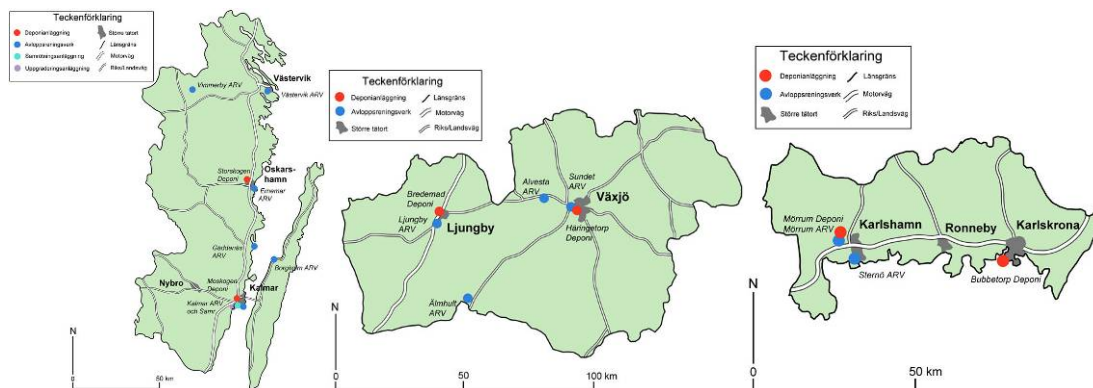 Teckenförklaring
Deponianläggning
Avloppsreningsverk
Samrötningsanläggning
Uppgraderingsanläggning
Större tätort
Länsgräns
Motorväg
Riks/Landsväg
Vimmerby ARV
Västervik
Västervik ARV
Storskogen
Deponi
Oskars-
hamn
ARV
ARV
Borgholm ARV
Nybro
Moskogen
Deponi
Kalmar
Kalmar ARV
och Samr.
N
50 km
Teckenförklaring
Deponianläggning
Avloppsreningsverk
Större tätort
Länsgräns
Motorväg
Riks/Landsväg
Bredemad
Deponi
Ljungby
ARV
Ljungby
Alvesta
ARV
Sundet
ARV
Växjö
Häringetorp
Deponi
Älmhult
ARV
N
0
50
100 km
Teckenförklaring
Deponianläggning
Avloppsreningsverk
Större tätort
Länsgräns
Motorväg
Riks/Landsväg
Mörrum Deponi
Mörrum ARV
Karlshamn
Sternö ARV
Ronneby
Karlskrona
Bubbetorp Deponi
N
0
50 km